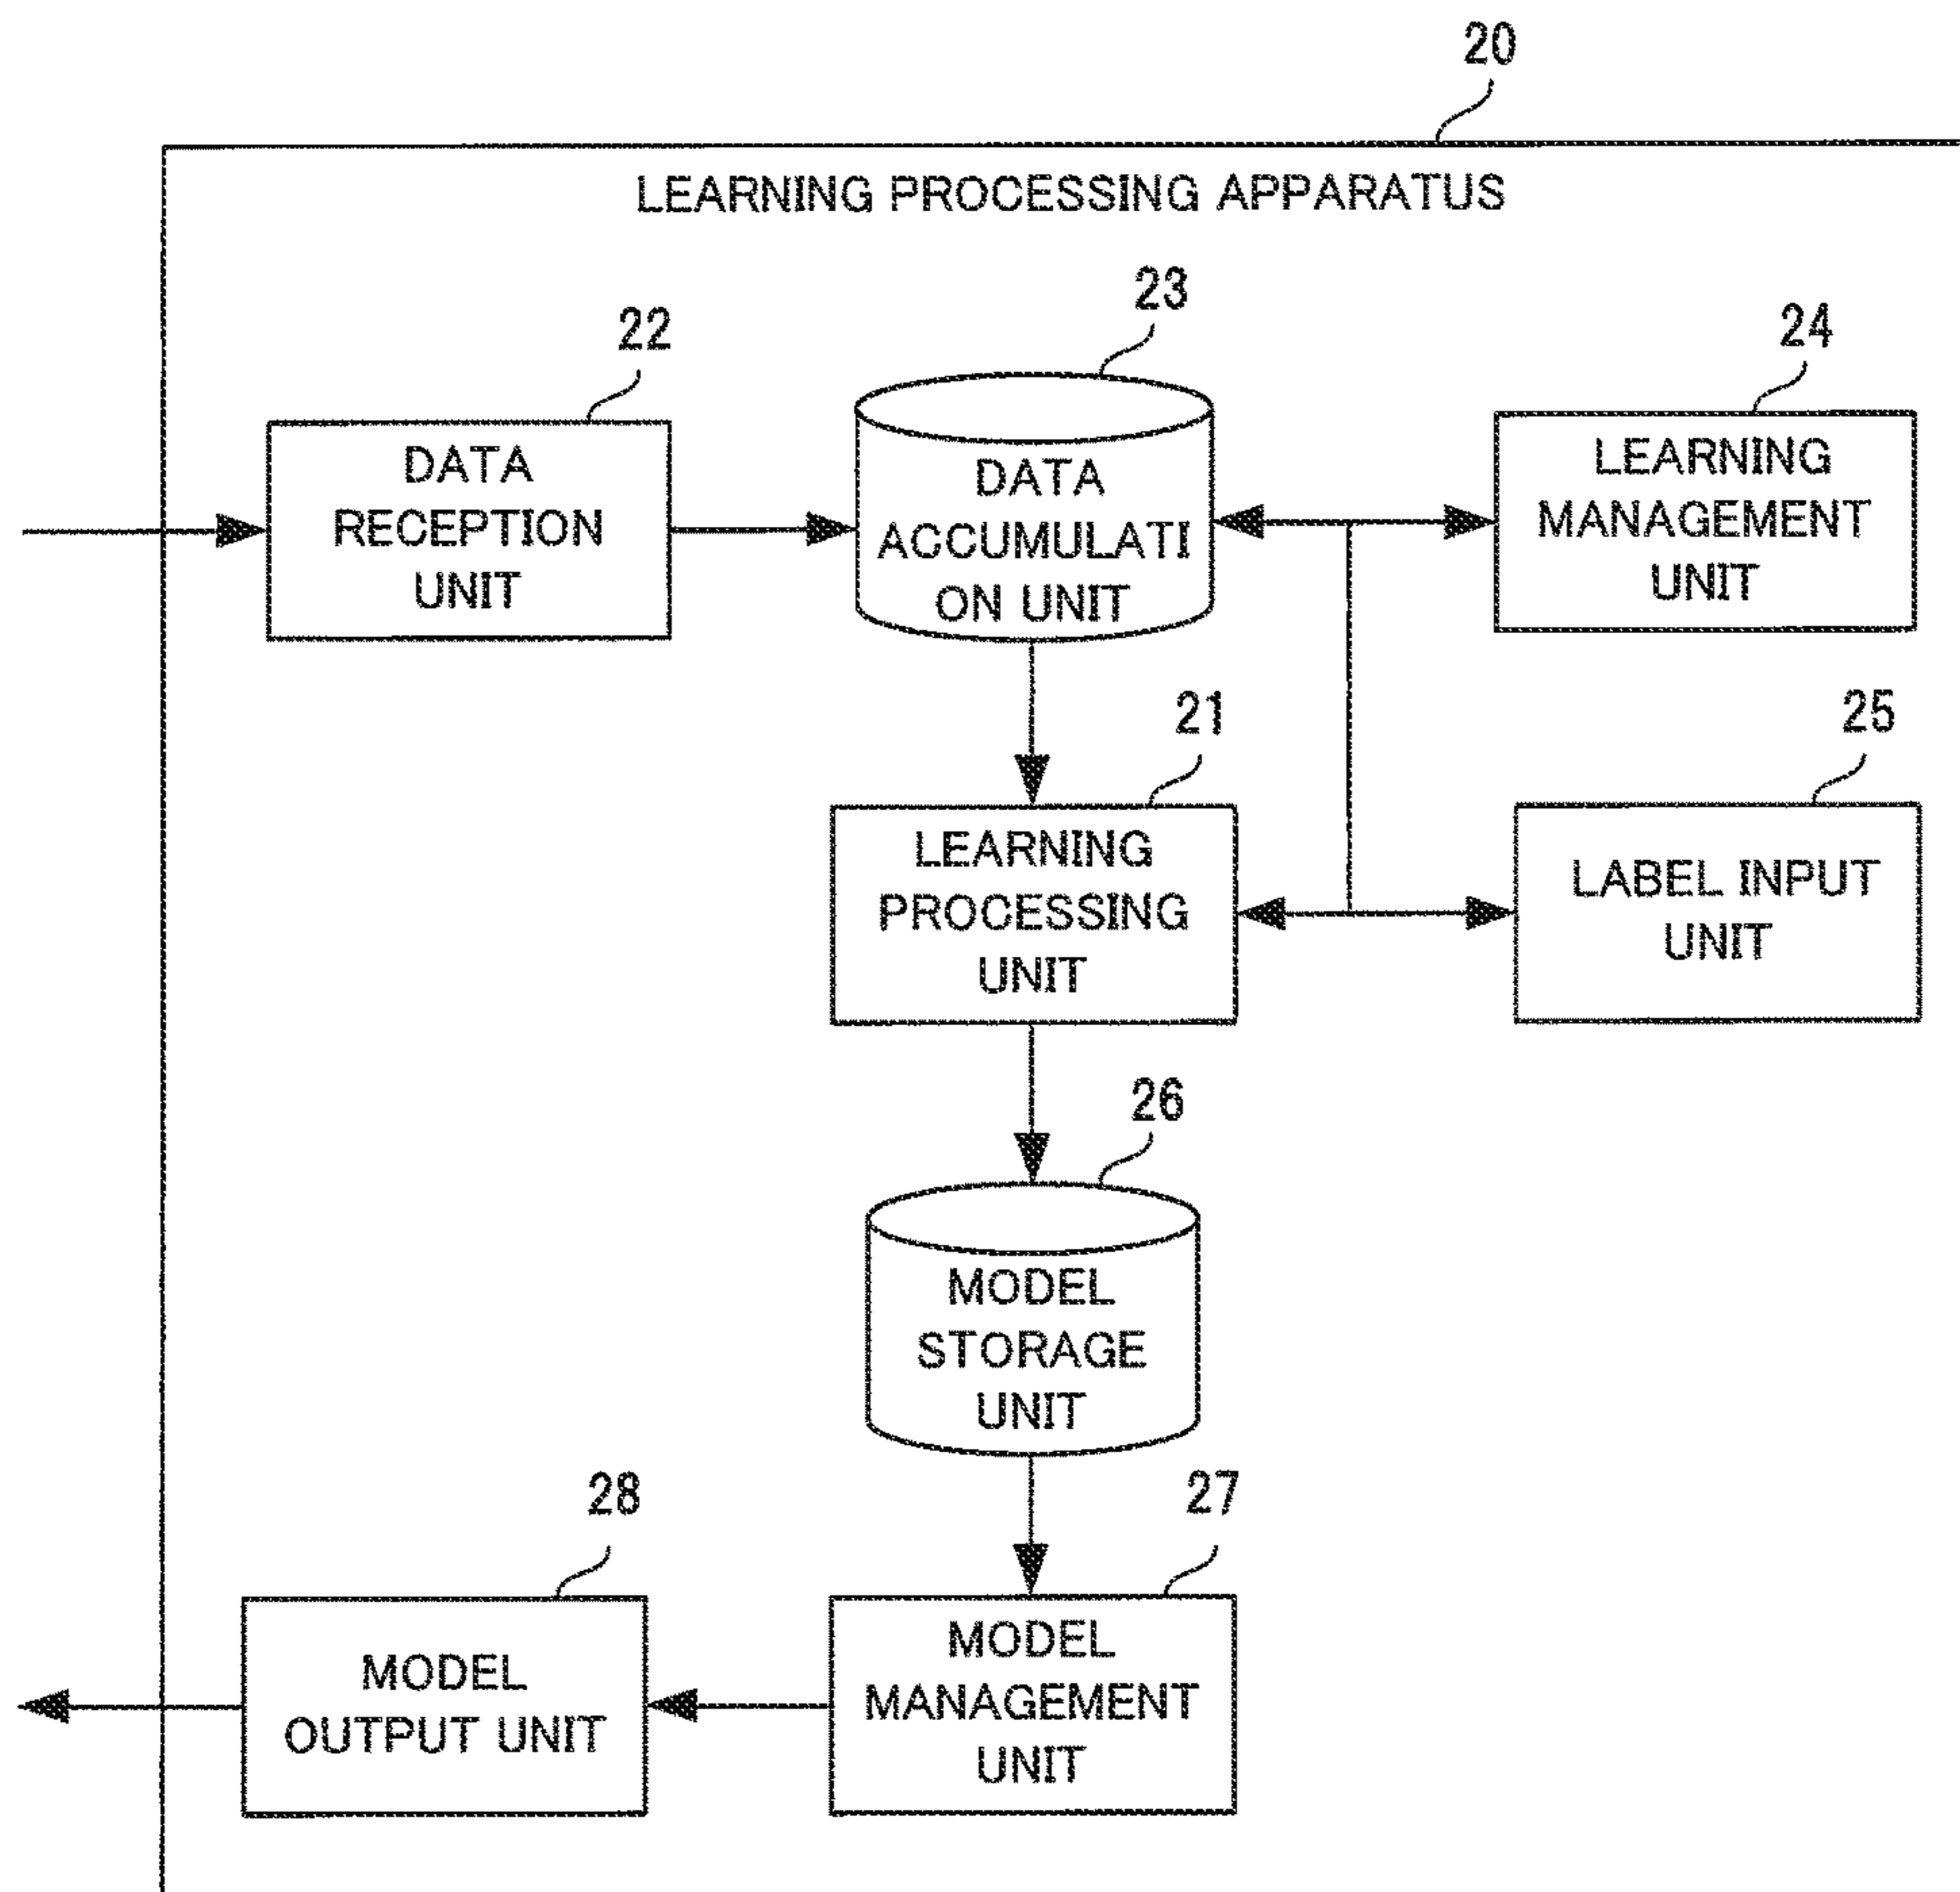 20
LEARNING PROCESSING APPARATUS
22
23
24
DATA
RECEPTION
UNIT
DATA
ACCUMULATI
ON UNIT
LEARNING
MANAGEMENT
UNIT
21
25
LEARNING
PROCESSING
UNIT
LABEL INPUT
UNIT
26
MODEL
STORAGE
UNIT
28
27
MODEL
OUTPUT UNIT
MODEL
MANAGEMENT
UNIT